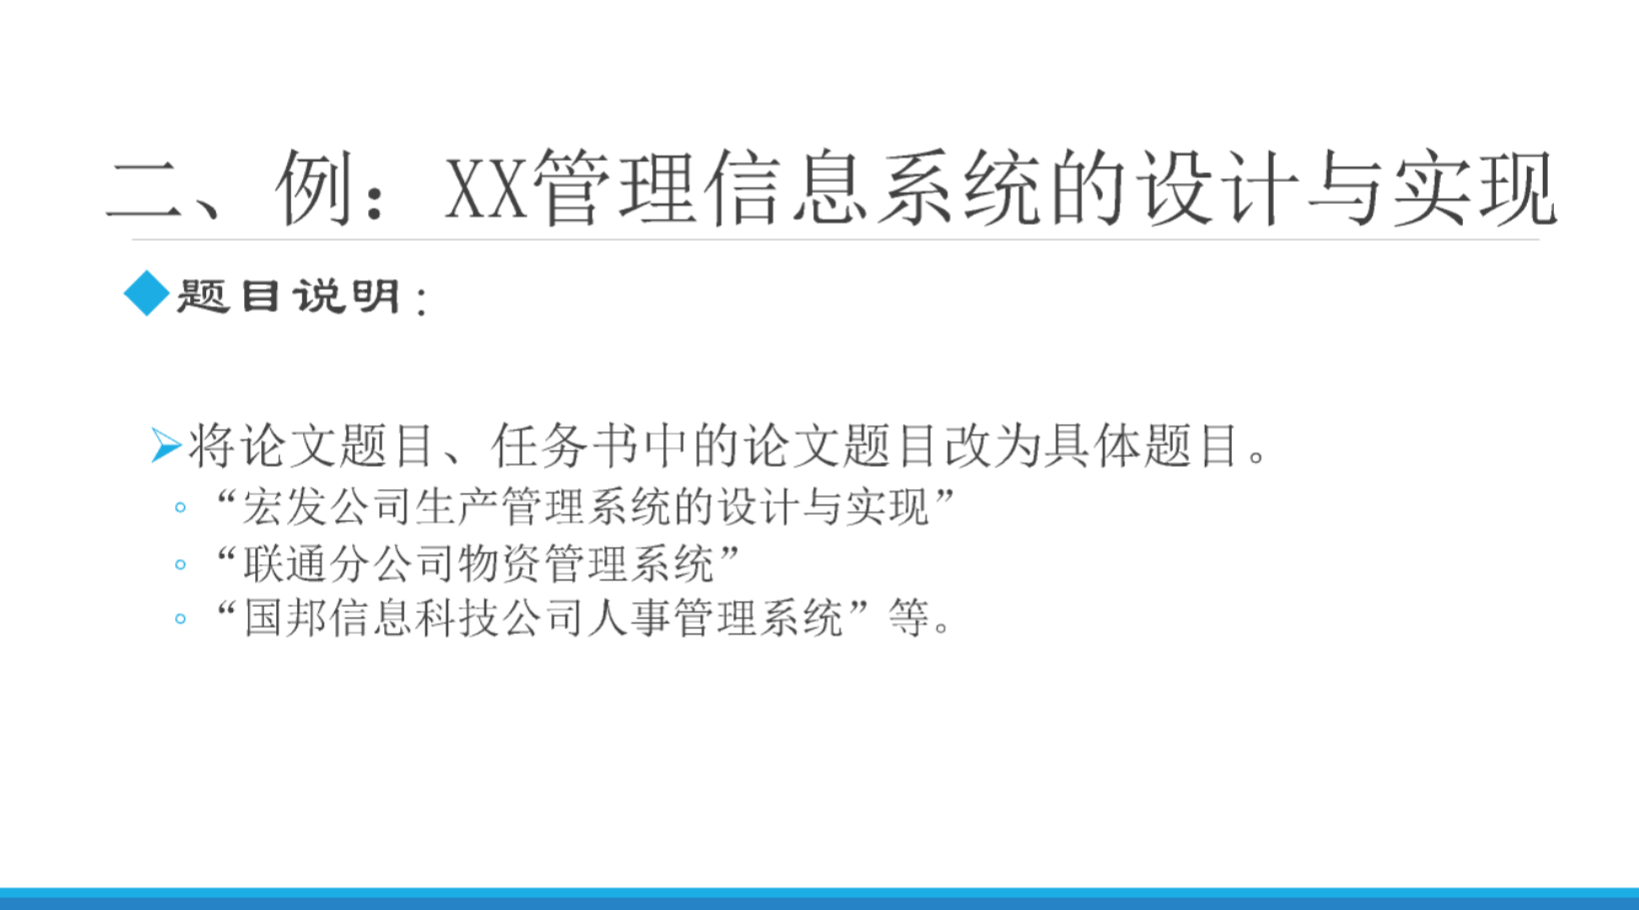 二、例：XX管理信息系统的设计与实现
题目说明：
将论文题目、任务书中的论文题目改为具体题目。
“宏发公司生产管理系统的设计与实现”
“联通分公司物资管理系统”
“国邦信息科技公司人事管理系统”等。